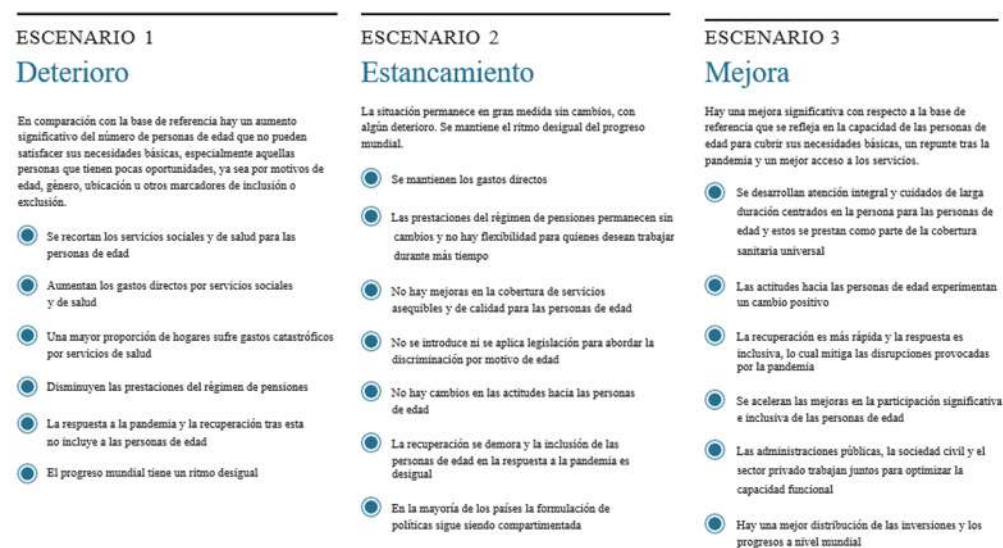 ESCENARIO 1
Deterioro
En comparación con la base de referencia hay un aumento
significativo del número de personas de edad que no pueden
satisfacer sus necesidades básicas, especialmente aquellas
personas que tienen pocas oportunidades, ya sea por motivos de
edad, género, ubicación u otros marcadores de inclusión o
exclusión.
Se recortan los servicios sociales y de salud para las
personas de edad
Aumentan los gastos directos por servicios sociales
y de salud
Una mayor proporción de hogares sufre gastos catastróficos
por servicios de salud
Disminuyen las prestaciones del régimen de pensiones
La respuesta a la pandemia y la recuperación tras esta
no incluye a las personas de edad
El progreso mundial tiene un ritmo desigual
ESCENARIO 2
Estancamiento
La situación permanece en gran medida sin cambios, con
algún deterioro. Se mantiene el ritmo desigual del progreso
mundial.
Se mantienen los gastos directos
Las prestaciones del régimen de pensiones permanecen sin
cambios y no hay flexibilidad para quienes desean trabajar
durante más tiempo
No hay mejoras en la cobertura de servicios
asequibles y de calidad para las personas de edad
No se introduce ni se aplica legislación para abordar la
discriminación por motivo de edad
No hay cambios en las actitudes hacia las personas
de edad
La recuperación se demora y la inclusión de las
personas de edad en la respuesta a la pandemia es
desigual
En la mayoría de los países la formulación de
políticas sigue siendo compartimentada
ESCENARIO 3
Mejora
Hay una mejora significativa con respecto a la base de
referencia que se refleja en la capacidad de las personas de
edad para cubrir sus necesidades básicas, un repunte tras la
pandemia y un mejor acceso a los servicios.
Se desarrollan atención integral y cuidados de larga
duración centrados en la persona para las personas de
edad y estos se prestan como parte de la cobertura
sanitaria universal
Las actitudes hacia las personas de edad experimentan
un cambio positivo
La recuperación es más rápida y la respuesta es
inclusiva, lo cual mitiga las disrupciones provocadas
por la pandemia
Se aceleran las mejoras en la participación significativa
e inclusiva de las personas de edad
Las administraciones públicas, la sociedad civil y el
sector privado trabajan juntos para optimizar la
capacidad funcional
Hay una mejor distribución de las inversiones y los
progresos a nivel mundial